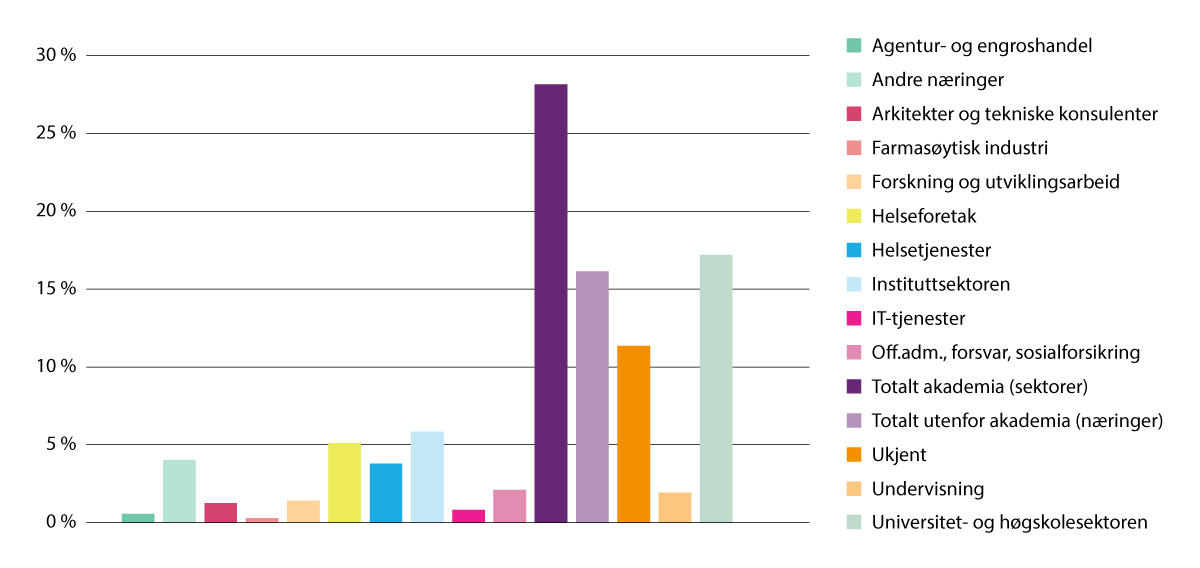 30 %
25 %
20 %
15 %
10 %
5 %
0 %
Agentur- og engroshandel
Andre næringer
Arkitekter og tekniske konsulenter
Farmasøytisk industri
Forskning og utviklingsarbeid
Helseforetak
Helsetjenester
Instituttsektoren
IT-tjenester
Off.adm., forsvar, sosialforsikring
Totalt akademia (sektorer)
Totalt utenfor akademia (næringer)
Ukjent
Undervisning
Universitet- og høgskolesektoren